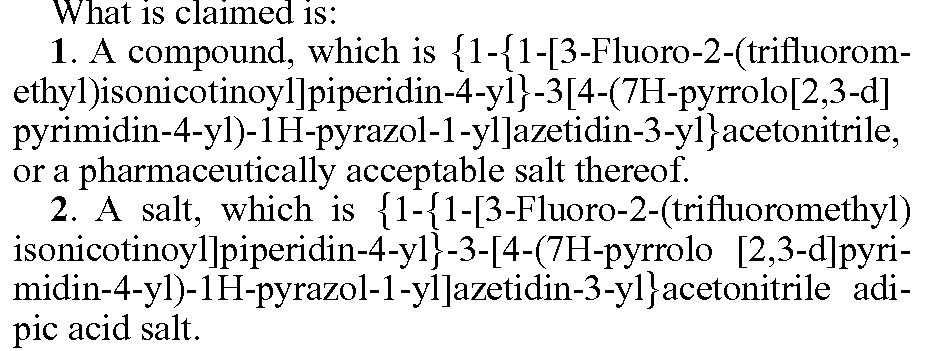 What is claimed is:
1. A compound, which is {1-{1-[3-Fluoro-2-(trifluorom-
ethyl)isonicotinoyl]piperidin-4-yl}-3[4-(7H-pyrrolo[2,3-d]
pyrimidin-4-yl)-1H-pyrazol-1-yl]azetidin-3-yl}acetonitrile,
or a pharmaceutically acceptable salt thereof.
2. A salt, which is {1-{1-[3-Fluoro-2-(trifluoromethyl)
isonicotinoyl]piperidin-4-yl}-3-[4-(7H-pyrrolo [2,3-d]pyri-
midin-4-yl)-1H-pyrazol-1-yl]azetidin-3-yl}acetonitrile adi-
pic acid salt.